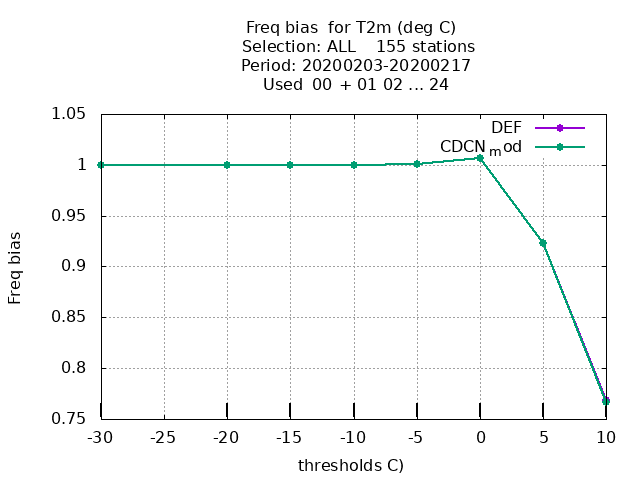 Freq bias  for T2m (deg C)
Selection: ALL    155 stations
Period: 20200203-20200217
Used  00 + 01 02 ... 24
DEF
CDCN_mod
1.05
1
0.95
0.9
0.85
0.8
0.75
Freq bias
-30 -25 -20 -15 -10 -5 0 5 10
thresholds C)